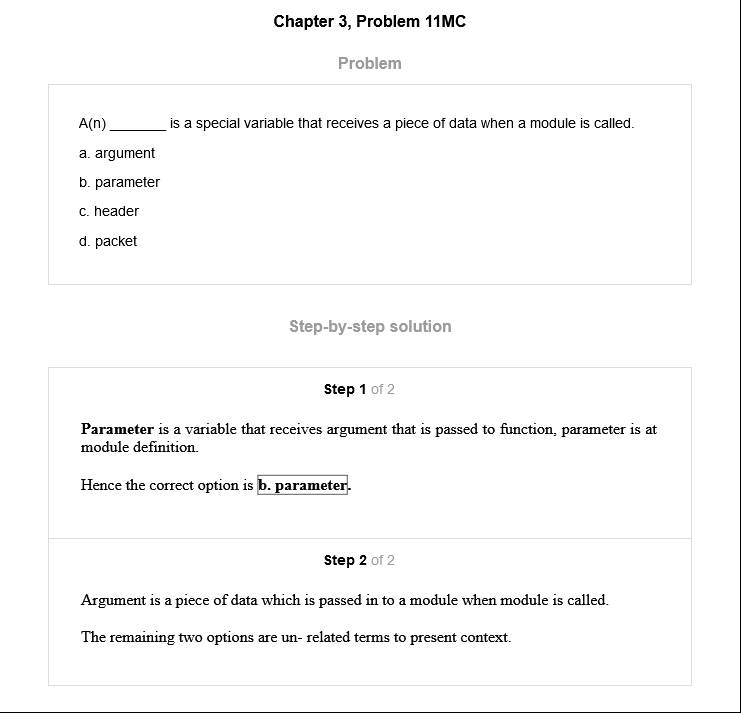 Chapter 3, Problem 11MC
Problem
A(n) _______ is a special variable that receives a piece of data when a module is called.
a. argument
b. parameter
c. header
d. packet
Step-by-step solution
Step 1 of 2
Parameter is a variable that receives argument that is passed to function, parameter is at
module definition.
Hence the correct option is b. parameter.
Step 2 of 2
Argument is a piece of data which is passed in to a module when module is called.
The remaining two options are un- related terms to present context.